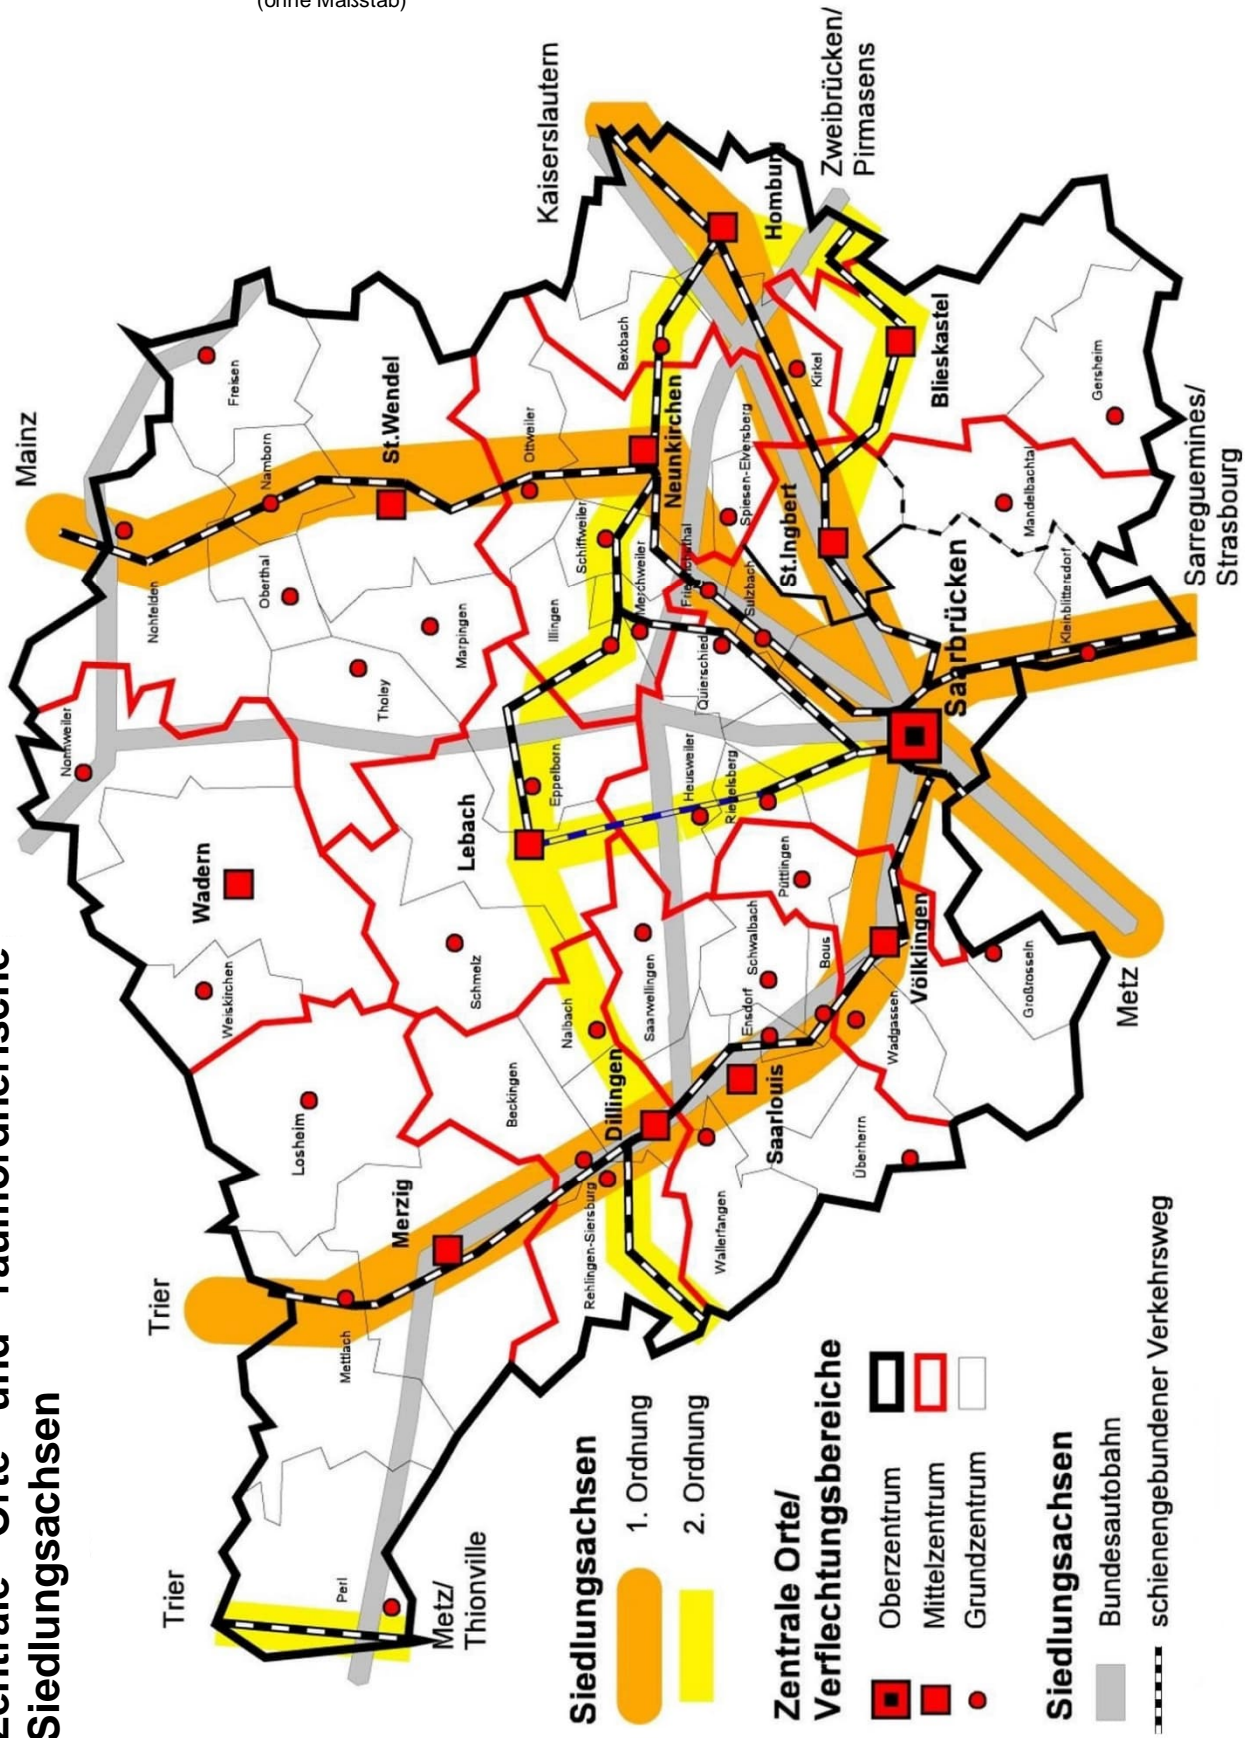 (ohne Maßstab)
Zentrale Orte und raumordnerische
Siedlungsachsen
Mainz
Kaiserslautern
Zweibrücken/
Pirmasens
Trier
Trier
Metz/
Thionville
Metz
Sarreguemines/
Strasbourg
Nonnweiler
Nohfelden
Freisen
Namborn
Oberthal
St.Wendel
Tholey
Marpingen
Wadern
Weiskirchen
Losheim
Merzig
Mettlach
Perl
Lebach
Schmelz
Eppelborn
Illingen
Ottweiler
Schiffweiler
Merchweiler
Neunkirchen
Bexbach
Homburg
Kirkel
Spiesen-Elversberg
Friedrichsthal
Sulzbach
Quierschied
St.Ingbert
Blieskastel
Gersheim
Mandelbachtal
Kleinblittersdorf
Saarbrücken
Heusweiler
Riegelsberg
Püttlingen
Völklingen
Großrosseln
Beckingen
Nalbach
Saarwellingen
Schwalbach
Bous
Ensdorf
Wadgassen
Dillingen
Saarlouis
Überherrn
Wallerfangen
Rehlingen-Siersburg
Siedlungsachsen
1. Ordnung
2. Ordnung
Zentrale Orte/
Verflechtungsbereiche
Oberzentrum
Mittelzentrum
Grundzentrum
Siedlungsachsen
Bundesautobahn
schienengebundener Verkehrsweg